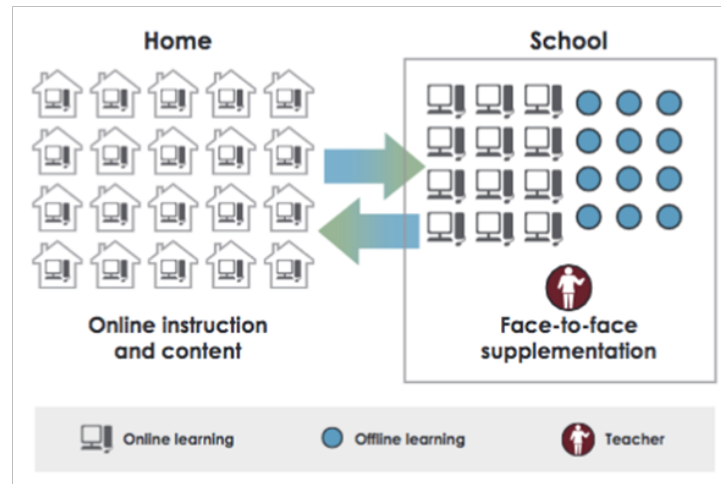 Home
School
Online instruction
and content
Face-to-face
supplementation
Online learning
Offline learning
Teacher